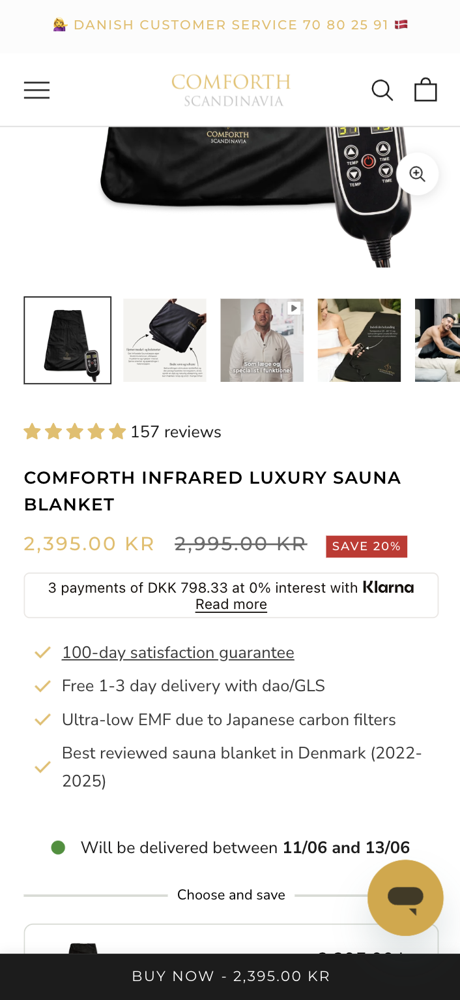 DANISH CUSTOMER SERVICE 70 80 25 91
COMFORTH
SCANDINAVIA
COMFORTH
SCANDINAVIA
TEMP
TIME
TEMP
TIME
Som læge og
specialist i funktionel
157 reviews
COMFORTH INFRARED LUXURY SAUNA
BLANKET
2,395.00 KR 2,995.00 KR SAVE 20%
3 payments of DKK 798.33 at 0% interest with Klarna
Read more
100-day satisfaction guarantee
Free 1-3 day delivery with dao/GLS
Ultra-low EMF due to Japanese carbon filters
Best reviewed sauna blanket in Denmark (2022-
2025)
Will be delivered between 11/06 and 13/06
Choose and save
BUY NOW - 2,395.00 KR